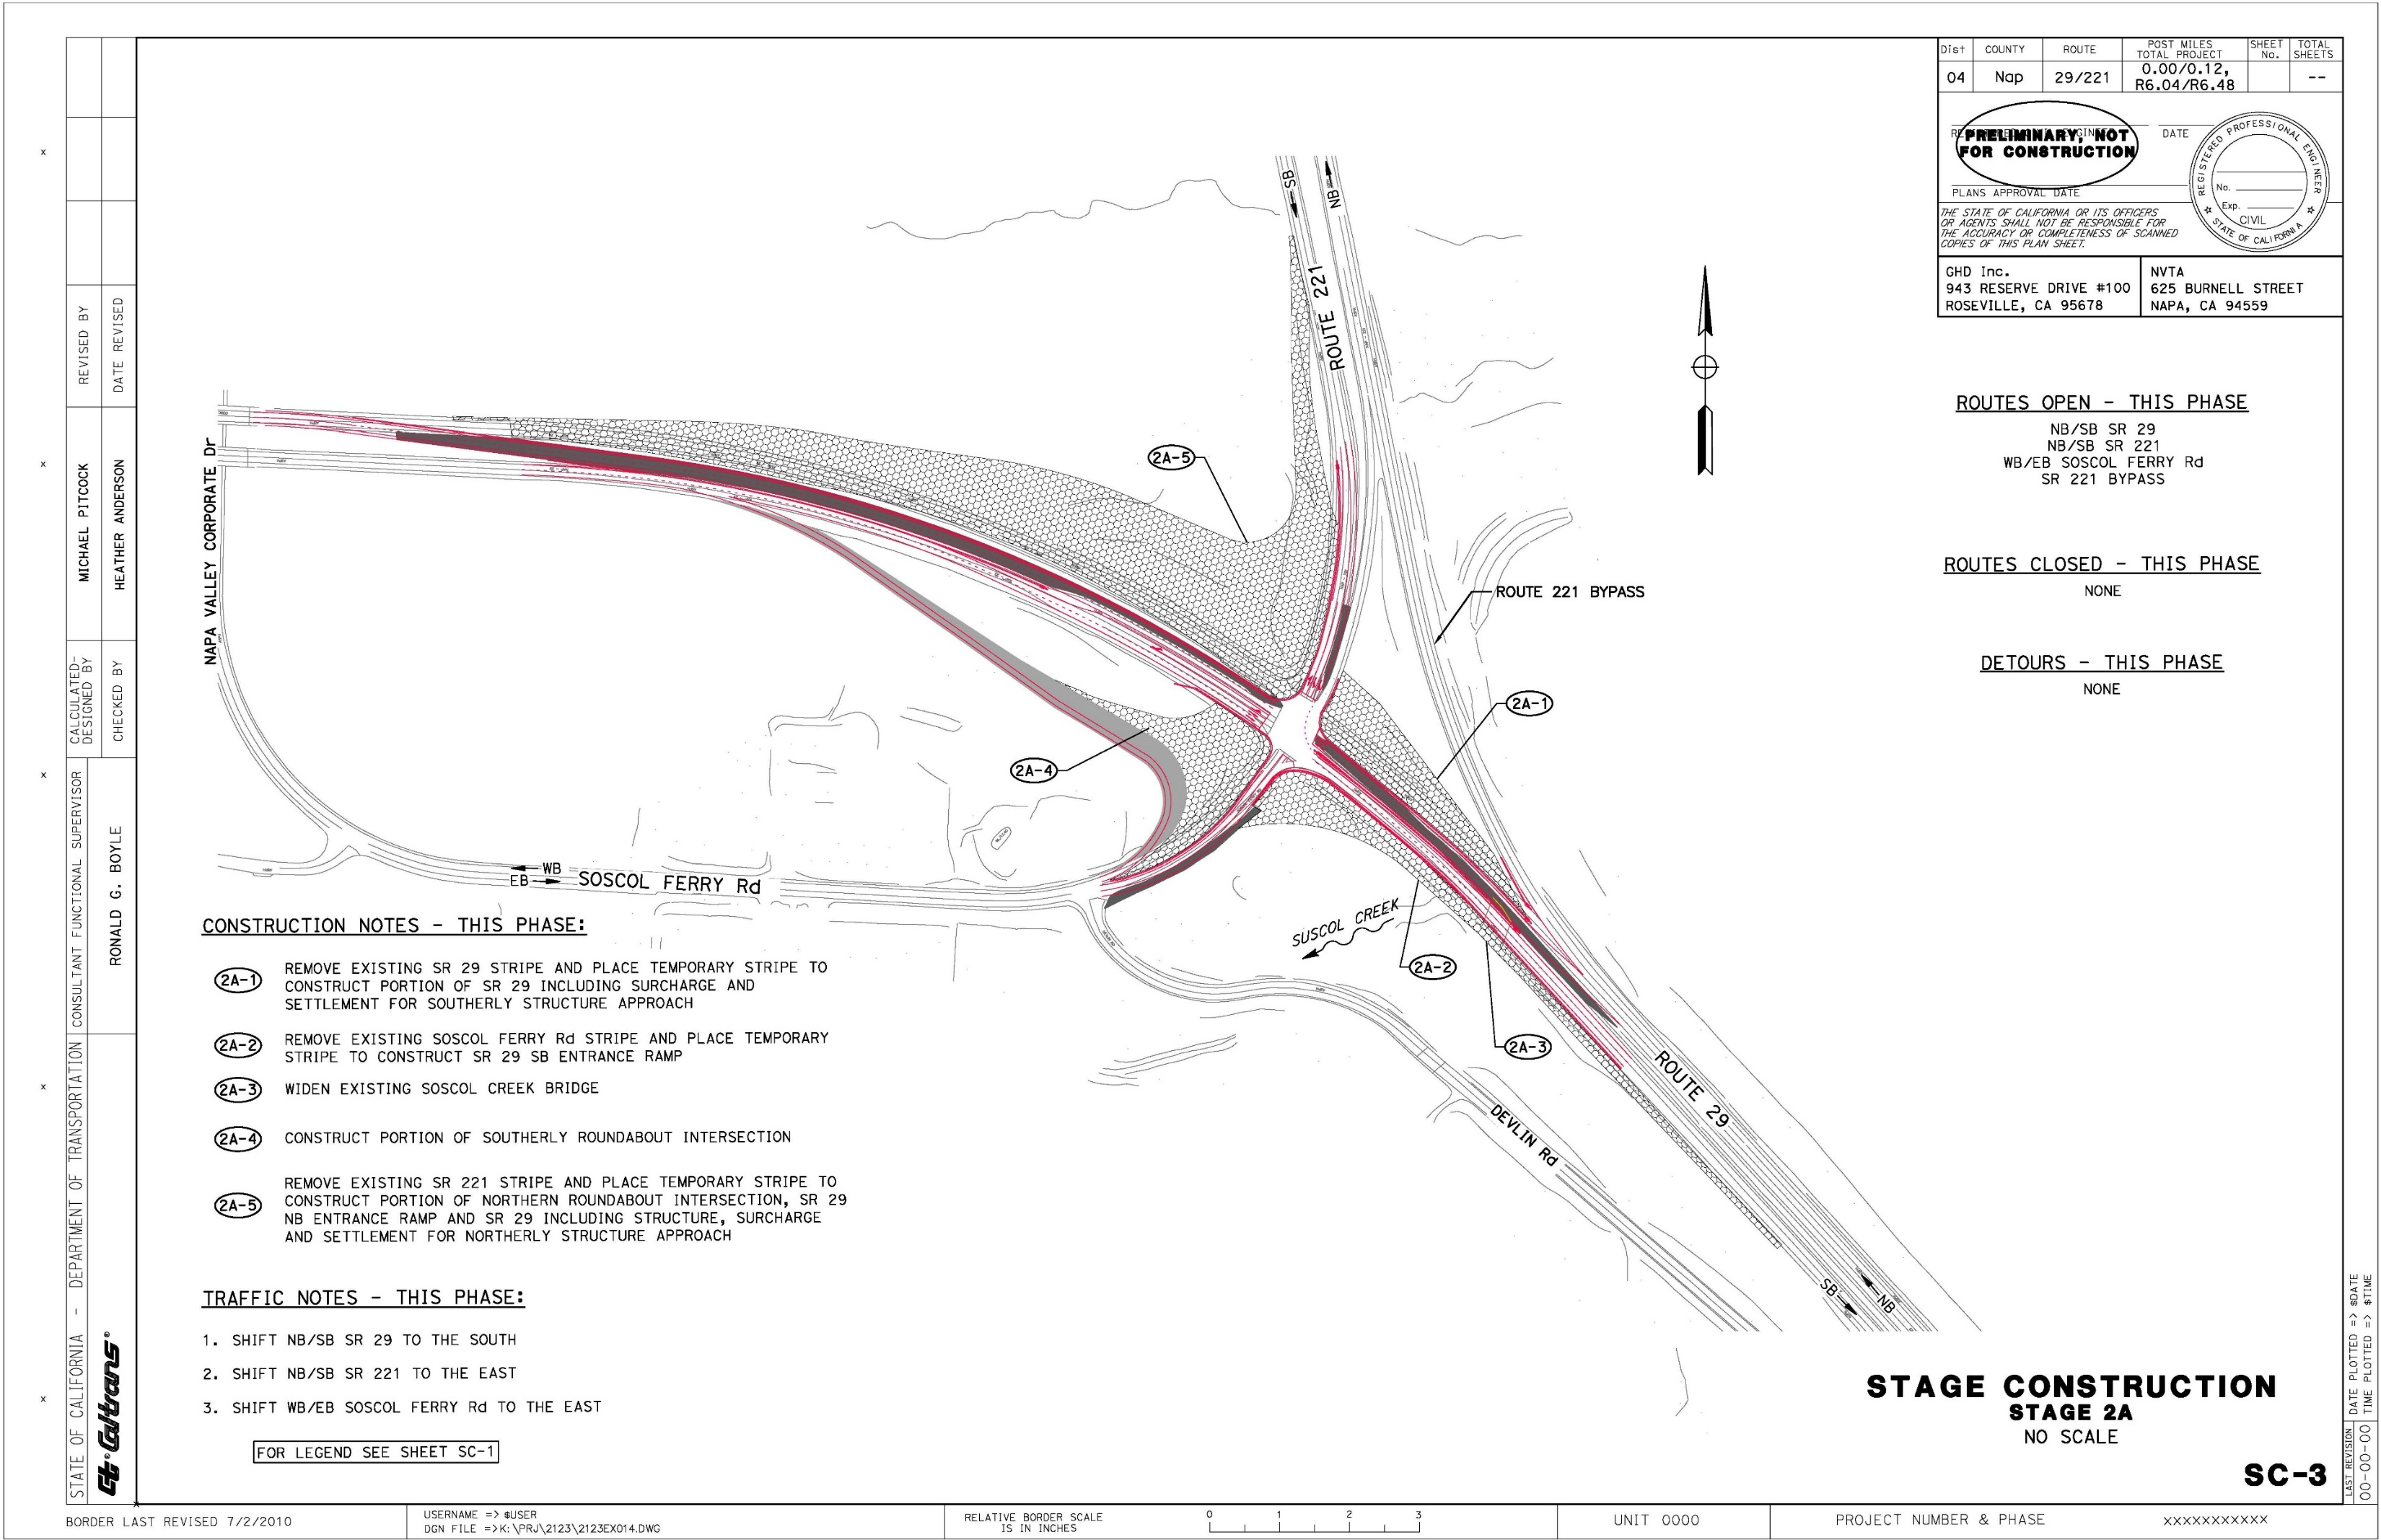 Dist COUNTY ROUTE POST MILES TOTAL PROJECT SHEET No. TOTAL SHEETS
04 Nap 29/221 0.00/0.12, R6.04/R6.48 --
PRELIMINARY, NOT
FOR CONSTRUCTION
DATE
PLANS APPROVAL DATE
REGISTERED PROFESSIONAL ENGINEER
No.
Exp.
CIVIL
STATE OF CALIFORNIA
THE STATE OF CALIFORNIA OR ITS OFFICERS
OR AGENTS SHALL NOT BE RESPONSIBLE FOR
THE ACCURACY OR COMPLETENESS OF SCANNED
COPIES OF THIS PLAN SHEET.
GHD Inc.
943 RESERVE DRIVE #100
ROSEVILLE, CA 95678
NVTA
625 BURNELL STREET
NAPA, CA 94559
ROUTES OPEN - THIS PHASE
NB/SB SR 29
NB/SB SR 221
WB/EB SOSCOL FERRY Rd
SR 221 BYPASS
ROUTES CLOSED - THIS PHASE
NONE
DETOURS - THIS PHASE
NONE
SB
NB
ROUTE 221
2A-5
NAPA VALLEY CORPORATE Dr
ROUTE 221 BYPASS
2A-1
2A-4
WB
EB
SOSCOL FERRY Rd
SUSCOL CREEK
2A-2
2A-3
ROUTE 29
DEVLIN Rd
SB
NB
CONSTRUCTION NOTES - THIS PHASE:
2A-1 REMOVE EXISTING SR 29 STRIPE AND PLACE TEMPORARY STRIPE TO
CONSTRUCT PORTION OF SR 29 INCLUDING SURCHARGE AND
SETTLEMENT FOR SOUTHERLY STRUCTURE APPROACH
2A-2 REMOVE EXISTING SOSCOL FERRY Rd STRIPE AND PLACE TEMPORARY
STRIPE TO CONSTRUCT SR 29 SB ENTRANCE RAMP
2A-3 WIDEN EXISTING SOSCOL CREEK BRIDGE
2A-4 CONSTRUCT PORTION OF SOUTHERLY ROUNDABOUT INTERSECTION
2A-5 REMOVE EXISTING SR 221 STRIPE AND PLACE TEMPORARY STRIPE TO
CONSTRUCT PORTION OF NORTHERN ROUNDABOUT INTERSECTION, SR 29
NB ENTRANCE RAMP AND SR 29 INCLUDING STRUCTURE, SURCHARGE
AND SETTLEMENT FOR NORTHERLY STRUCTURE APPROACH
TRAFFIC NOTES - THIS PHASE:
1. SHIFT NB/SB SR 29 TO THE SOUTH
2. SHIFT NB/SB SR 221 TO THE EAST
3. SHIFT WB/EB SOSCOL FERRY Rd TO THE EAST
FOR LEGEND SEE SHEET SC-1
STAGE CONSTRUCTION
STAGE 2A
NO SCALE
SC-3
REVISED BY
DATE REVISED
MICHAEL PITCOCK
HEATHER ANDERSON
CALCULATED-
DESIGNED BY
CHECKED BY
CONSULTANT FUNCTIONAL SUPERVISOR
RONALD G. BOYLE
STATE OF CALIFORNIA - DEPARTMENT OF TRANSPORTATION
Caltrans
LAST REVISION
00-00-00
DATE PLOTTED => $DATE
TIME PLOTTED => $TIME
BORDER LAST REVISED 7/2/2010
USERNAME => $USER
DGN FILE =>K:\PRJ\2123\2123EX014.DWG
RELATIVE BORDER SCALE
IS IN INCHES
0 1 2 3
UNIT 0000
PROJECT NUMBER & PHASE
XXXXXXXXXXX
x
x
x
x
x